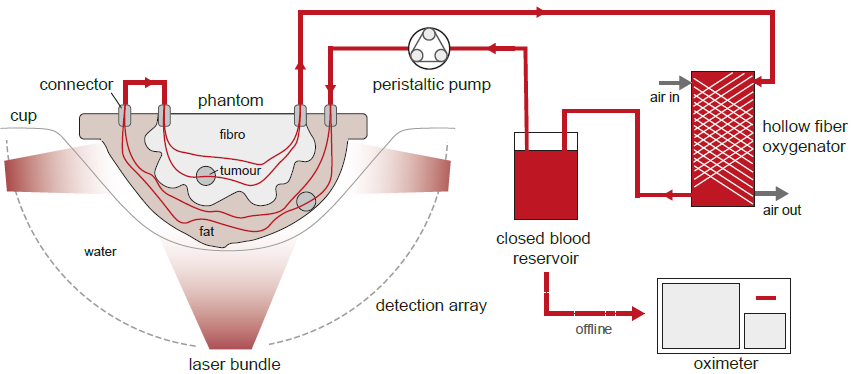 connector
phantom
peristaltic pump
cup
fibro
air in
hollow fiber
oxygenator
tumour
fat
air out
water
closed blood
reservoir
detection array
offline
laser bundle
oximeter